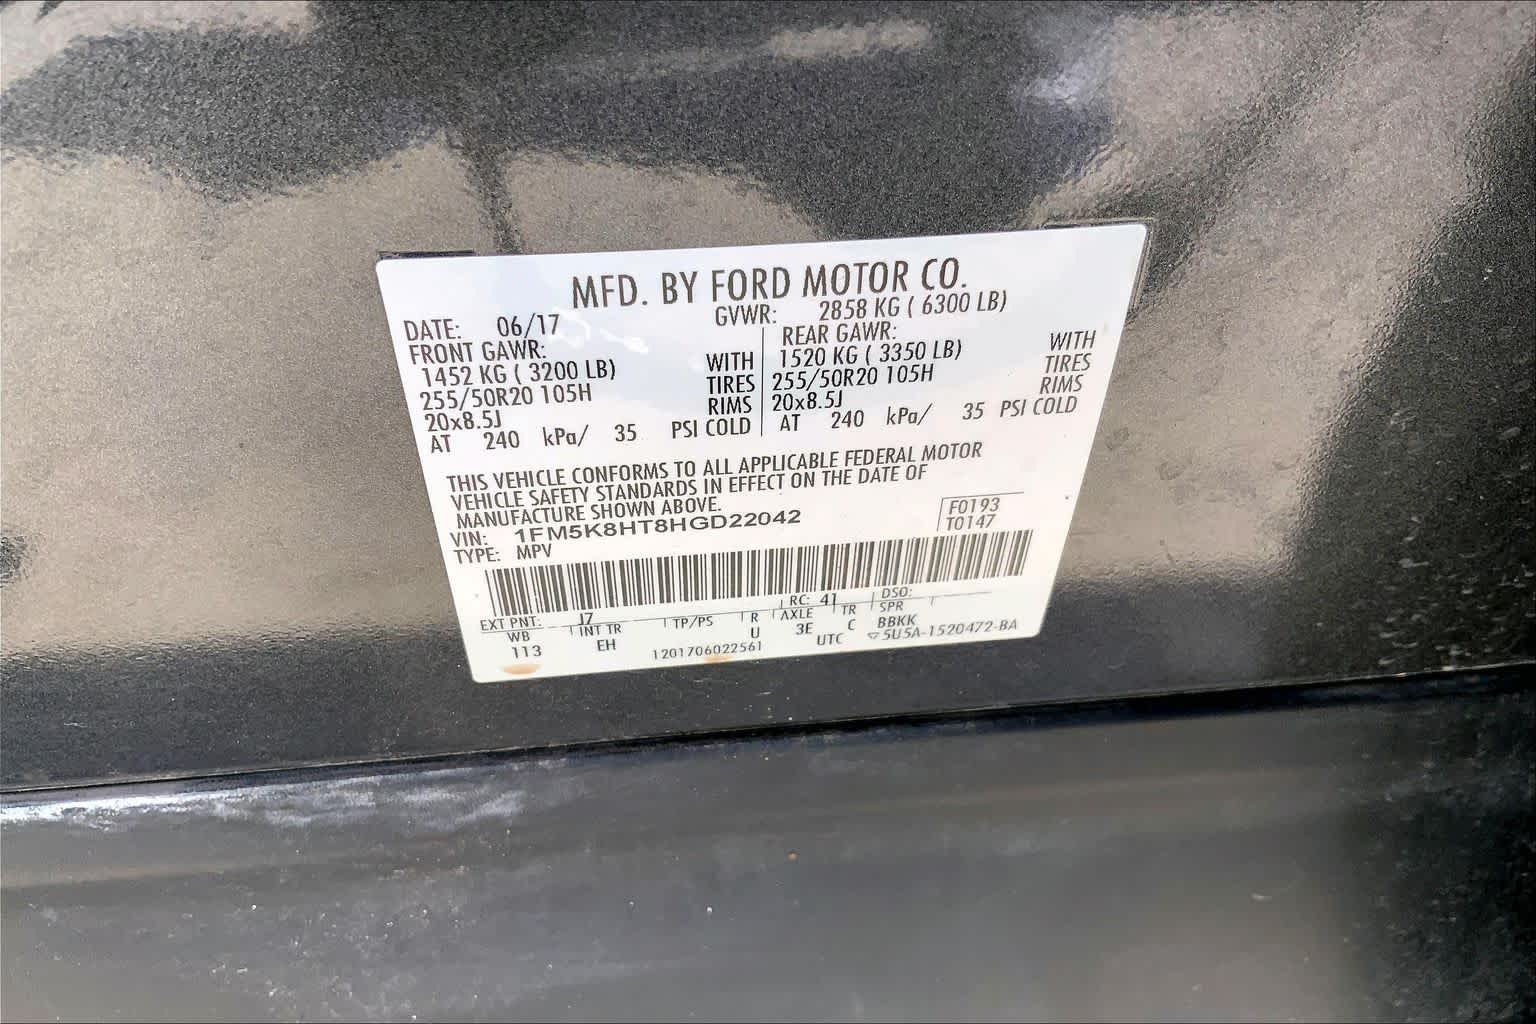 MFD. BY FORD MOTOR CO.
DATE: 06/17 GVWR: 2858 KG ( 6300 LB)
FRONT GAWR:
1452 KG ( 3200 LB) WITH
255/50R20 105H TIRES
20x8.5J RIMS
AT 240 kPa/ 35 PSI COLD
REAR GAWR:
1520 KG ( 3350 LB) WITH
255/50R20 105H TIRES
20x8.5J RIMS
AT 240 kPa/ 35 PSI COLD
THIS VEHICLE CONFORMS TO ALL APPLICABLE FEDERAL MOTOR
VEHICLE SAFETY STANDARDS IN EFFECT ON THE DATE OF
MANUFACTURE SHOWN ABOVE.
VIN: 1FM5K8HT8HGD22042
TYPE: MPV
F0193
T0147
EXT PNT: J7 RC: 41 DSO:
WB INT TR TP/PS R AXLE TR SPR
113 EH U 3E C BBKK
1201706022561 UTC ▽5U5A-1520472-BA